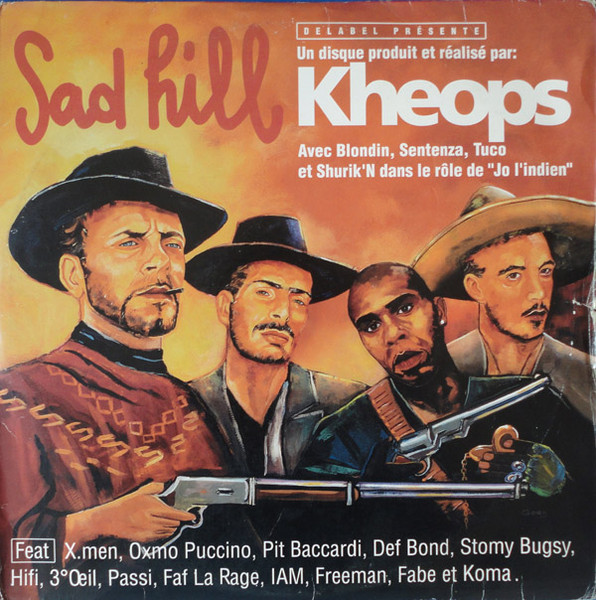 Sad hill
DELABEL PRÉSENTE
Un disque produit et réalisé par:
Kheops
Avec Blondin, Sentenza, Tuco
et Shurik'N dans le rôle de "Jo l'indien"
Feat X.men, Oxmo Puccino, Pit Baccardi, Def Bond, Stomy Bugsy,
Hifi, 3°Œil, Passi, Faf La Rage, IAM, Freeman, Fabe et Koma.